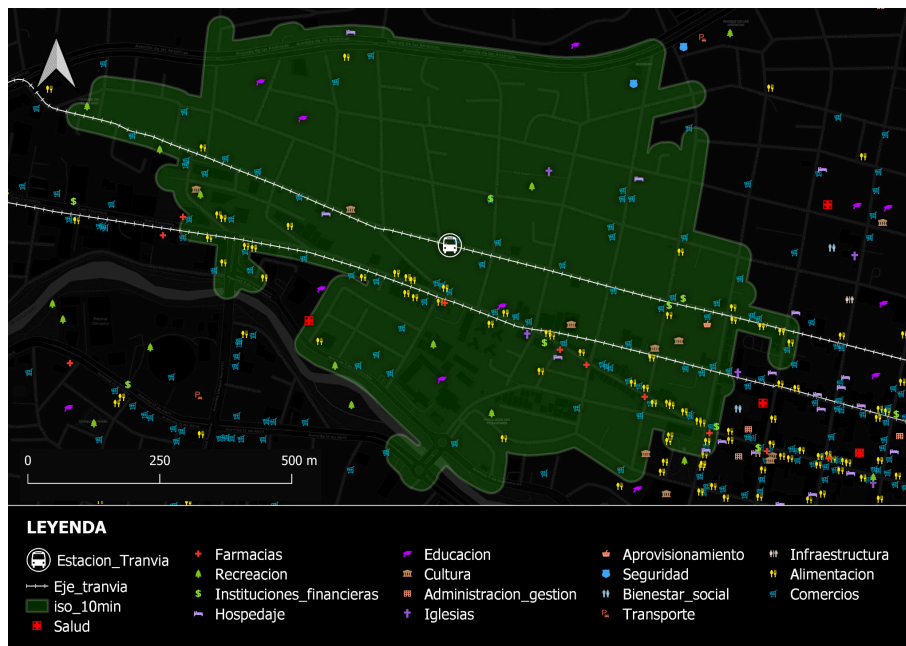 0 250 500 m
LEYENDA
Estacion_Tranvia
Eje_tranvia
iso_10min
Salud
Farmacias
Recreacion
Instituciones_financieras
Hospedaje
Educacion
Cultura
Administracion_gestion
Iglesias
Aprovisionamiento
Seguridad
Bienestar_social
Transporte
Infraestructura
Alimentacion
Comercios